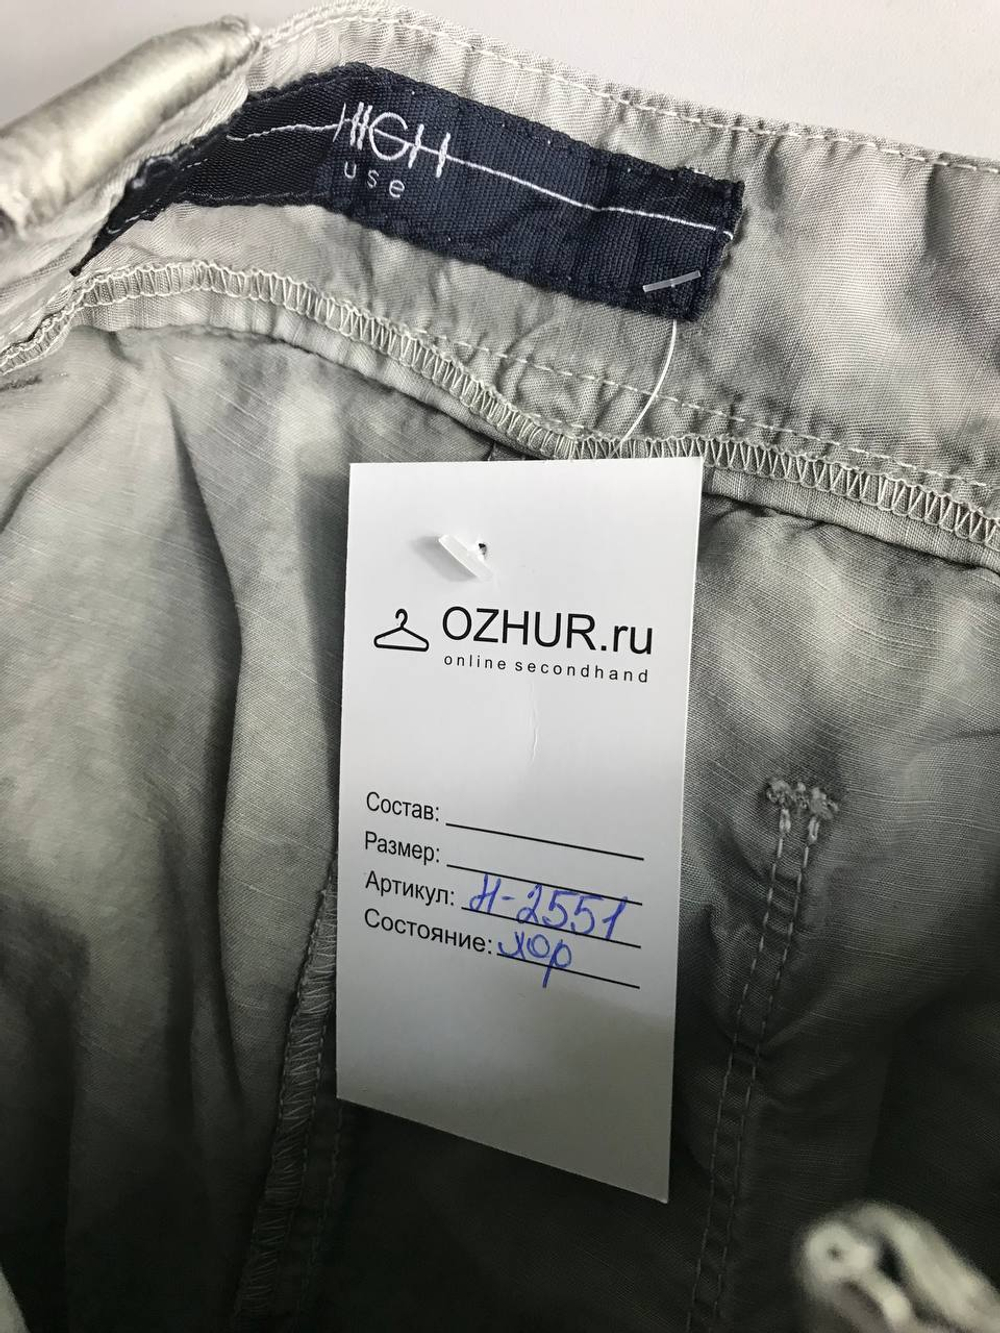 HIGH
use
OZHUR.ru
online secondhand
Состав:
Размер:
Артикул: Н-2551
Состояние: хор